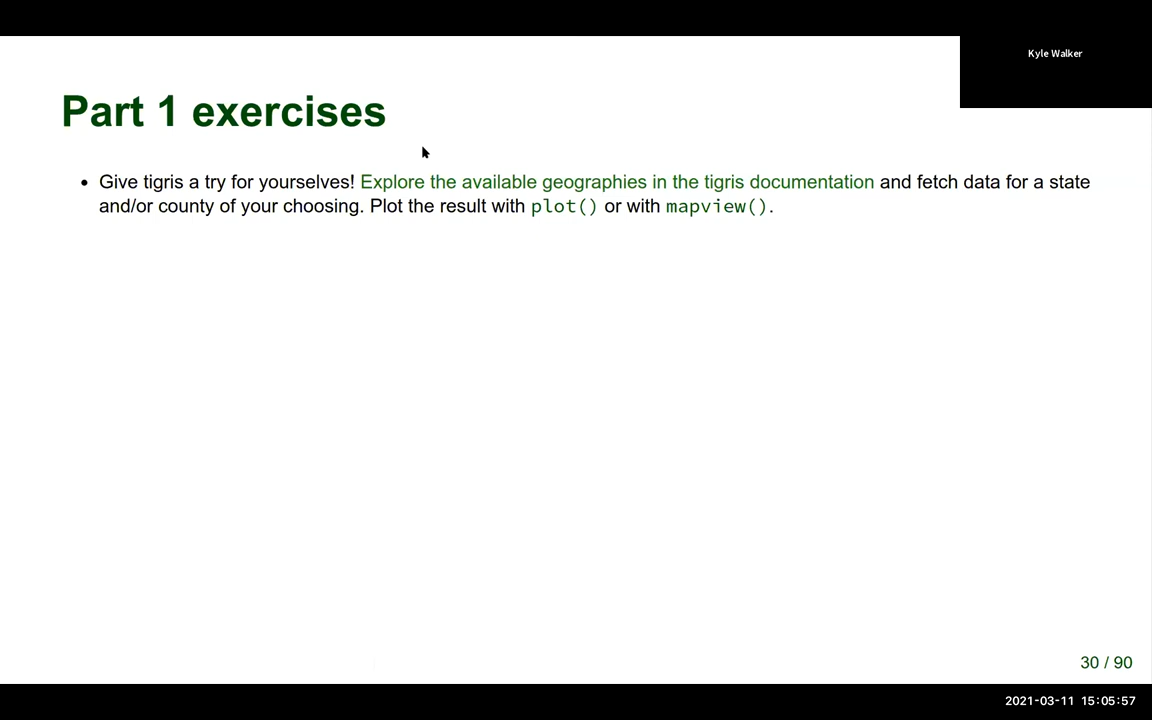 Kyle Walker
Part 1 exercises
• Give tigris a try for yourselves! Explore the available geographies in the tigris documentation and fetch data for a state
and/or county of your choosing. Plot the result with plot() or with mapview().
30 / 90
2021-03-11 15:05:57